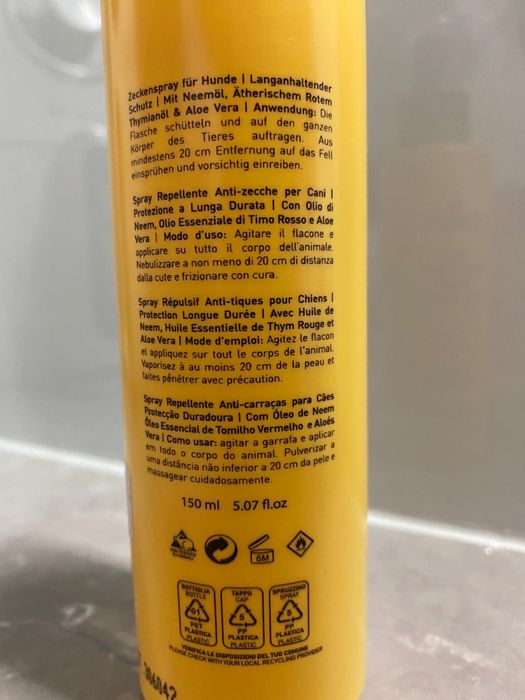 Zeckenspray für Hunde | Langanhaltender
Schutz | Mit Neemöl, Ätherischem Rotem
Thymianöl & Aloe Vera | Anwendung: Die
Flasche schütteln und auf den ganzen
Körper des Tieres auftragen. Aus
mindestens 20 cm Entfernung auf das Fell
einsprühen und vorsichtig einreiben.
Spray Repellente Anti-zecche per Cani |
Protezione a Lunga Durata | Con Olio di
Neem, Olio Essenziale di Timo Rosso e Aloe
Vera | Modo d'uso: Agitare il flacone e
applicare su tutto il corpo dell'animale.
Nebulizzare a non meno di 20 cm di distanza
dalla cute e frizionare con cura.
Spray Répulsif Anti-tiques pour Chiens |
Protection Longue Durée | Avec Huile de
Neem, Huile Essentielle de Thym Rouge et
Aloe Vera | Mode d'emploi: Agitez le flacon
et appliquez sur tout le corps de l'animal.
Vaporisez à au moins 20 cm de la peau et
faites pénétrer avec précaution.
Spray Repellente Anti-carraças para Cães
Protecção Duradoura | Com Óleo de Neem
Óleo Essencial de Tomilho Vermelho e Aloés
Vera | Como usar: agitar a garrafa e aplicar
em todo o corpo do animal. Pulverizar a
uma distância não inferior a 20 cm da pele e
massagear cuidadosamente.
150 ml 5.07 fl.oz
6M
BOTTIGLIA TAPPO SPRUZZINO
BOTTLE CAP SPRAY
01 5 5
PET PP PP
PLASTICA PLASTICA PLASTICA
PLASTIC PLASTIC PLASTIC
VERIFICA LE DISPOSIZIONI DEL TUO COMUNE
PLEASE CHECK WITH YOUR LOCAL RECYCLING PROVIDER